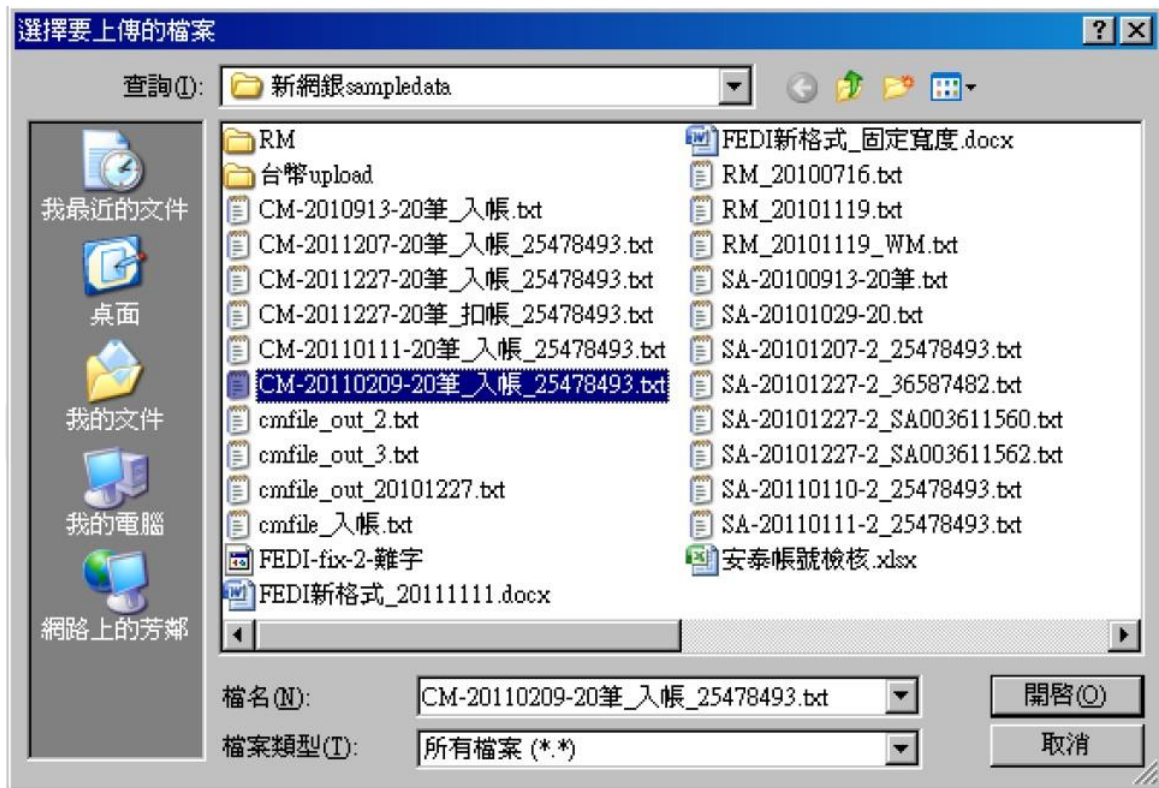 選擇要上傳的檔案
查詢(I):
新網銀sampledata
我最近的文件
桌面
我的文件
我的電腦
網路上的芳鄰
RM
台幣upload
CM-2010913-20筆_入帳.txt
CM-2011207-20筆_入帳_25478493.txt
CM-2011227-20筆_入帳_25478493.txt
CM-2011227-20筆_扣帳_25478493.txt
CM-20110111-20筆_入帳_25478493.txt
CM-20110209-20筆_入帳_25478493.txt
cmfile_out_2.txt
cmfile_out_3.txt
cmfile_out_20101227.txt
cmfile_入帳.txt
FEDI-fix-2-難字
FEDI新格式_20111111.docx
FEDI新格式_固定寬度.docx
RM_20100716.txt
RM_20101119.txt
RM_20101119_WM.txt
SA-20100913-20筆.txt
SA-20101029-20.txt
SA-20101207-2_25478493.txt
SA-20101227-2_36587482.txt
SA-20101227-2_SA003611560.txt
SA-20101227-2_SA003611562.txt
SA-20110110-2_25478493.txt
SA-20110111-2_25478493.txt
安泰帳號檢核.xlsx
檔名(N):
CM-20110209-20筆_入帳_25478493.txt
開啓(O)
檔案類型(T):
所有檔案 (*.*)
取消